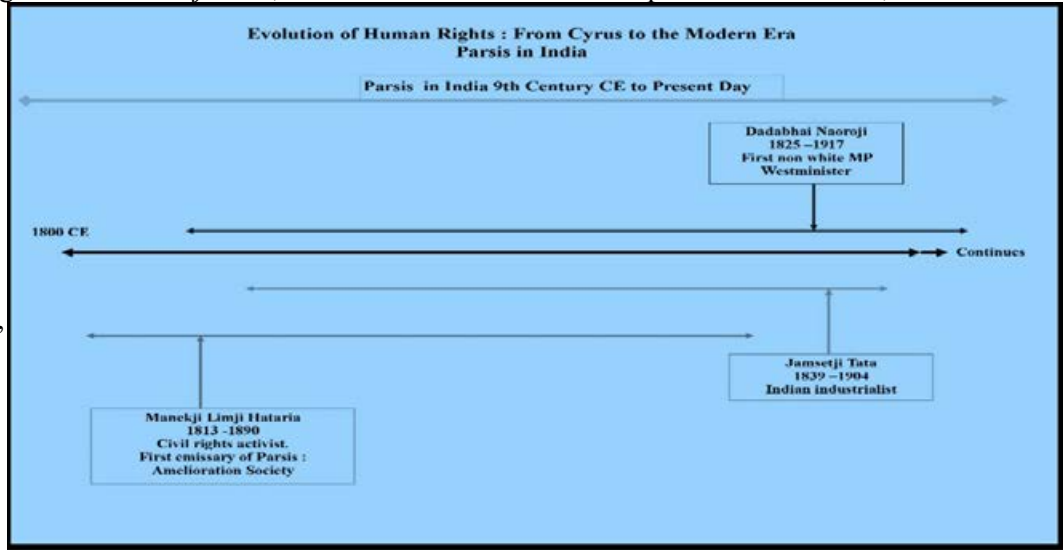 Evolution of Human Rights : From Cyrus to the Modern Era
Parsis in India
Parsis in India 9th Century CE to Present Day
Dadabhai Naoroji
1825 –1917
First non white MP
Westminister
1800 CE
Continues
Jamsetji Tata
1839 –1904
Indian industrialist
Manekji Limji Hataria
1813 -1890
Civil rights activist.
First emissary of Parsis :
Amelioration Society